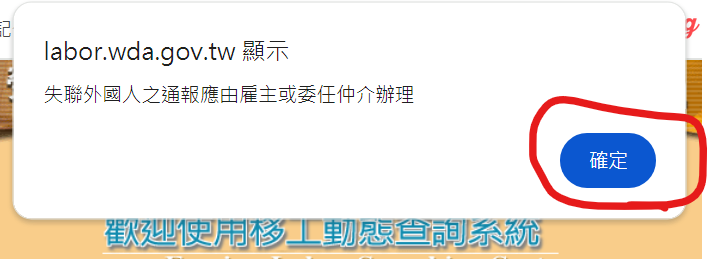 記
labor.wda.gov.tw 顯示
失聯外國人之通報應由雇主或委任仲介辦理
確定
歡迎使用移工動態查詢系統